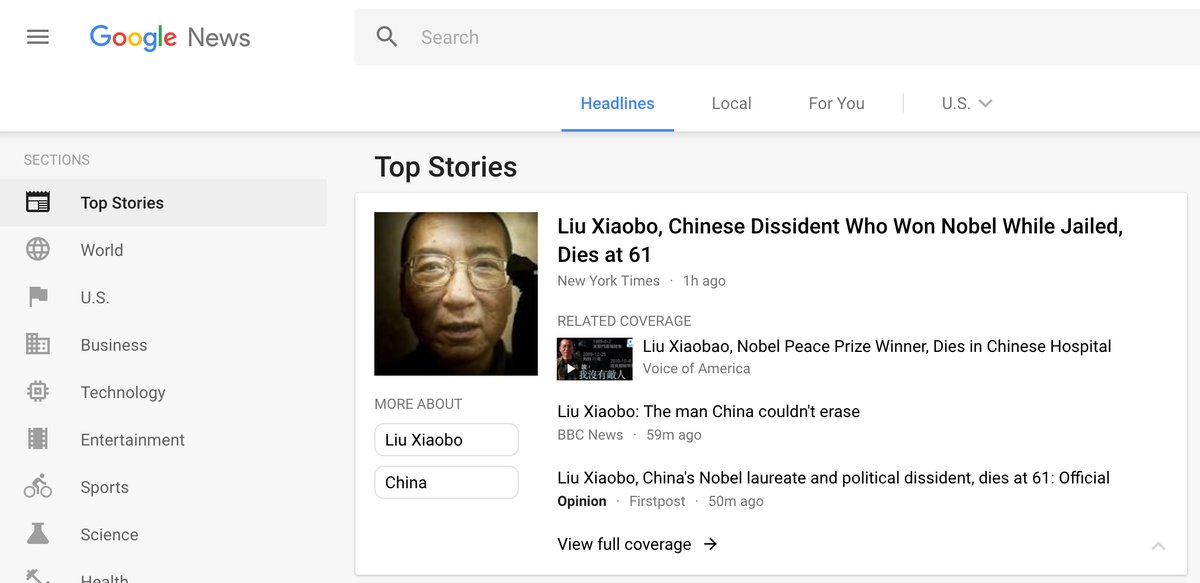 Google News
Search
Headlines
Local
For You
U.S.
SECTIONS
Top Stories
World
U.S.
Business
Technology
Entertainment
Sports
Science
Health
Top Stories
Liu Xiaobo, Chinese Dissident Who Won Nobel While Jailed,
Dies at 61
New York Times · 1h ago
RELATED COVERAGE
我沒有敵人
Liu Xiaobao, Nobel Peace Prize Winner, Dies in Chinese Hospital
Voice of America
Liu Xiaobo: The man China couldn't erase
BBC News · 59m ago
Liu Xiaobo, China's Nobel laureate and political dissident, dies at 61: Official
Opinion · Firstpost · 50m ago
View full coverage →
MORE ABOUT
Liu Xiaobo
China